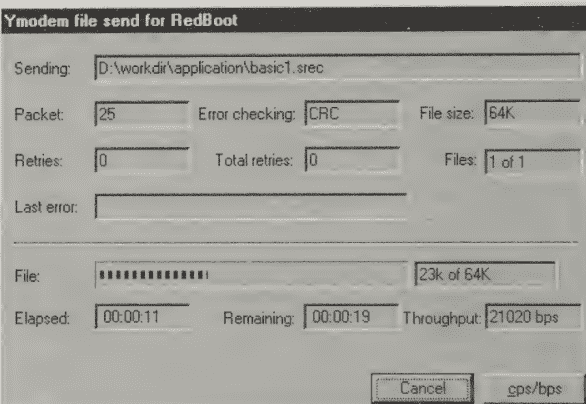 Ymodem file send for RedBoot
Sending: D:\workdir\application\basic1.srec
Packet: 25 Error checking: CRC File size: 64K
Retries: 0 Total retries: 0 Files: 1 of 1
Last error:
File: 23k of 64K
Elapsed: 00:00:11 Remaining: 00:00:19 Throughput: 21020 bps
Cancel cps/bps